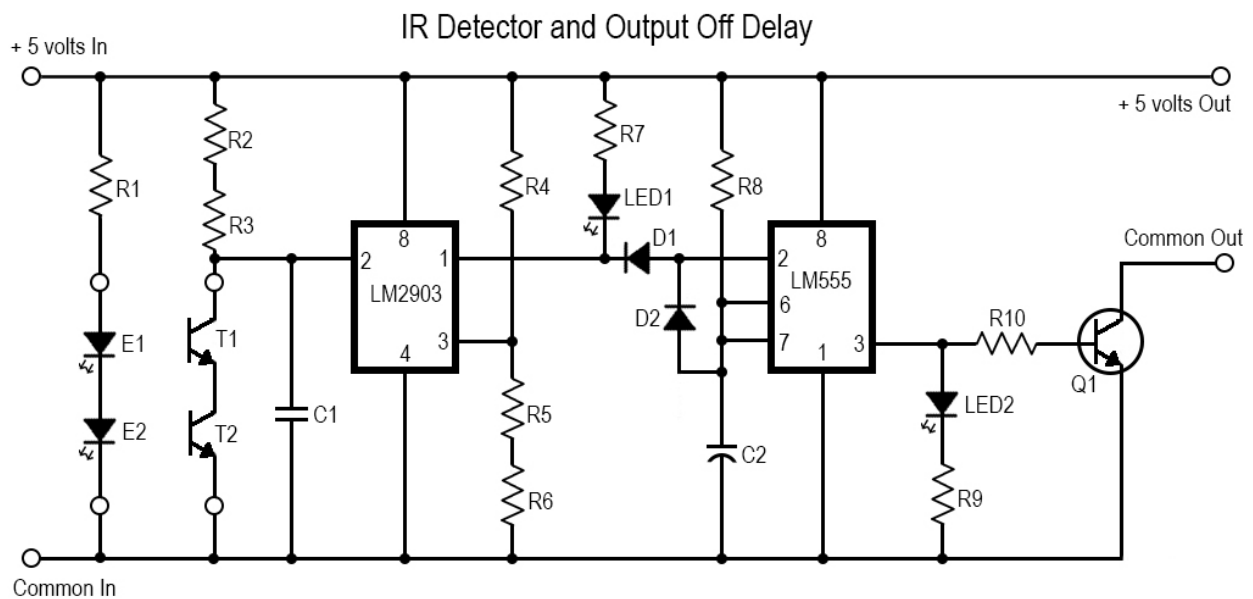 IR Detector and Output Off Delay
+ 5 volts In
+ 5 volts Out
R2
R7
R1
R4
R8
R3
LED1
8
8
D1
Common Out
2
1
2
LM2903
LM555
6
D2
R10
E1
T1
3
7
3
4
1
Q1
LED2
E2
T2
C1
R5
C2
R6
R9
Common In